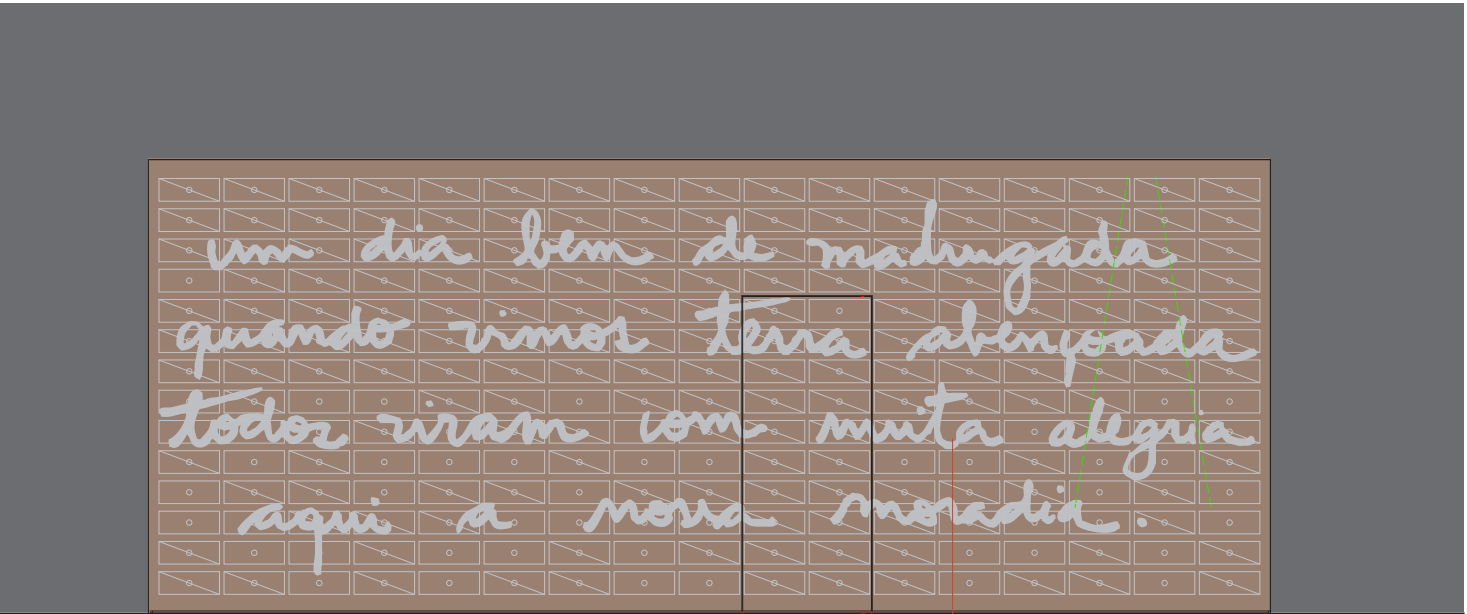 um dia bem de madrugada
quando vimos terra abençoada
todos viram com muita alegria
aqui a nossa moradia.